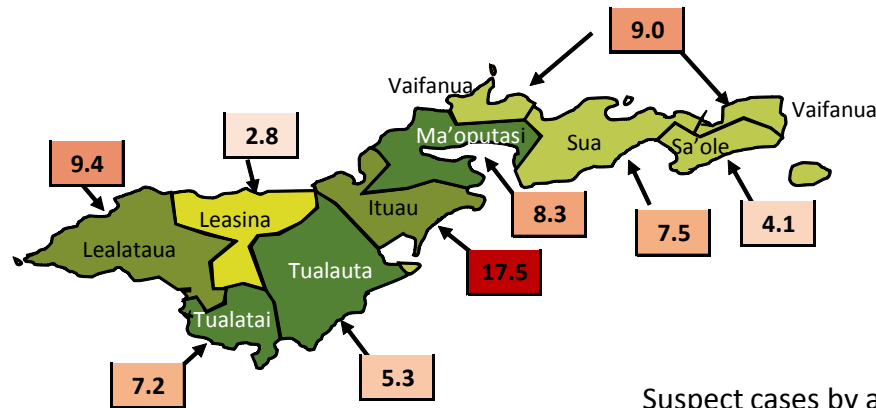 9.0
Vaifanua
Vaifanua
2.8
Ma’oputasi
Sua
Sa’ole
9.4
Leasina
Ituau
8.3
7.5
4.1
Lealataua
Tualauta
17.5
Tualatai
7.2
5.3
Suspect cases by a